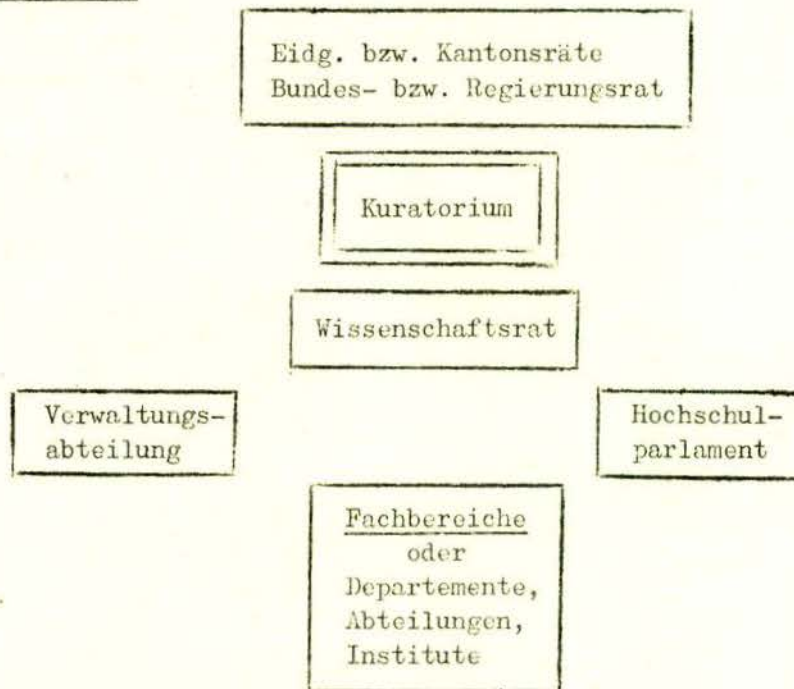 Eidg. bzw. Kantonsräte
Bundes- bzw. Regierungsrat
Kuratorium
Wissenschaftsrat
Verwaltungs-
abteilung
Hochschul-
parlament
Fachbereiche
oder
Departemente,
Abteilungen,
Institute